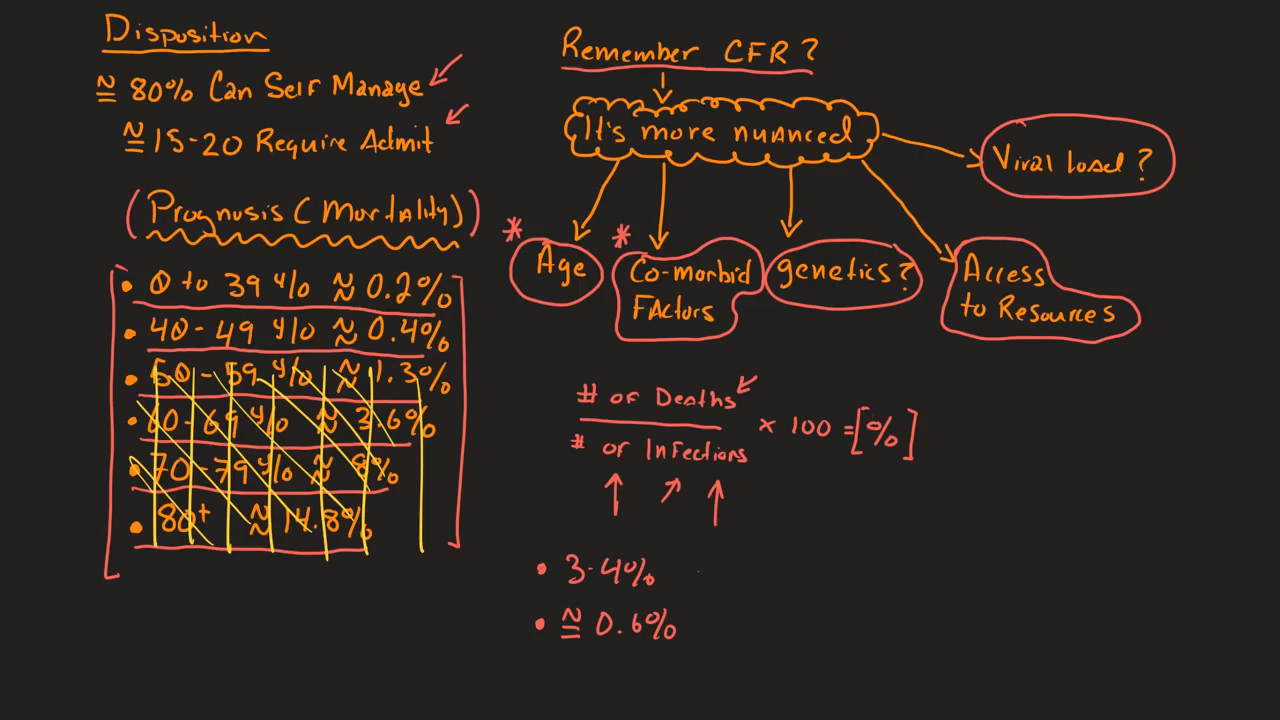 Disposition
≅ 80% Can Self Manage
≅ 15-20 Require Admit
(Prognosis (Mortality))
• 0 to 39 y/o ≈ 0.2%
• 40 - 49 y/o ≈ 0.4%
• 50 - 59 y/o ≈ 1.3%
• 60 - 69 y/o ≈ 3.6%
• 70 - 79 y/o ≈ 8%
• 80+ ≈ 14.8%
Remember CFR?
It's more nuanced
Viral load?
* Age
* Co-morbid
Factors
genetics?
Access
to Resources
# of Deaths
# of Infections
× 100 = [%]
• 3-4%
• ≅ 0.6%